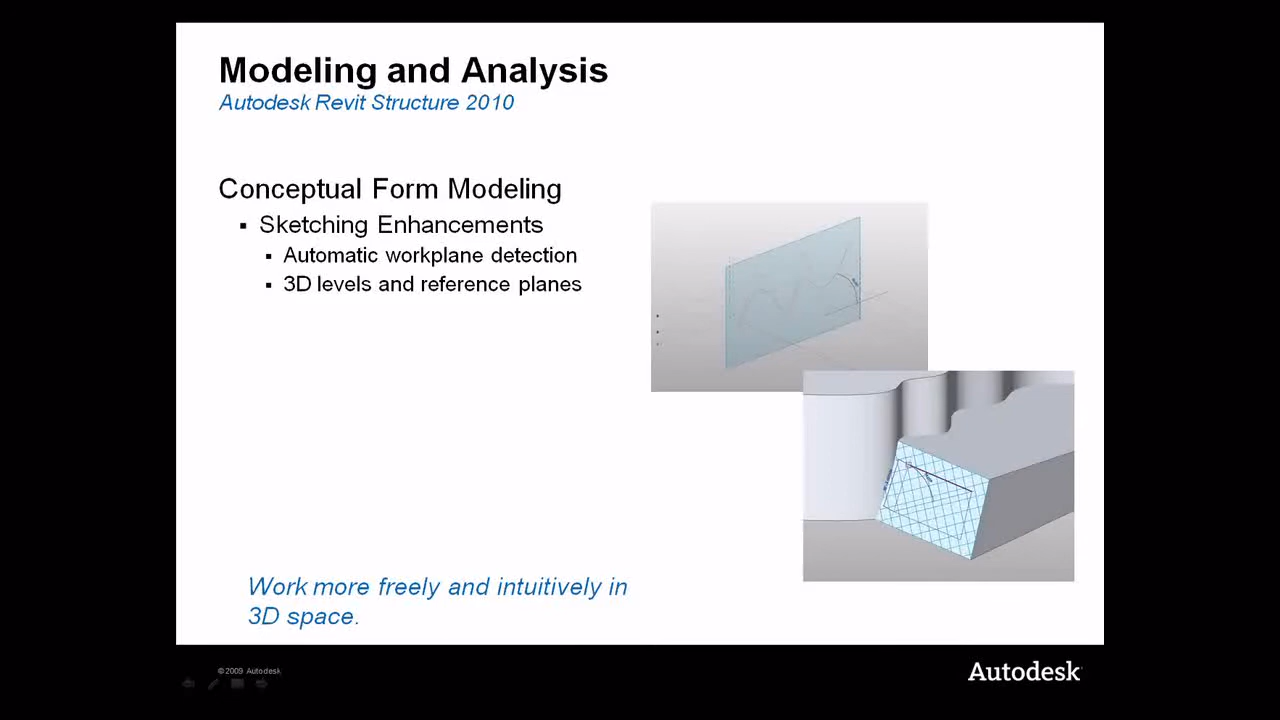 Modeling and Analysis
Autodesk Revit Structure 2010
Conceptual Form Modeling
▪ Sketching Enhancements
▪ Automatic workplane detection
▪ 3D levels and reference planes
Work more freely and intuitively in
3D space.
©2009 Autodesk
Autodesk